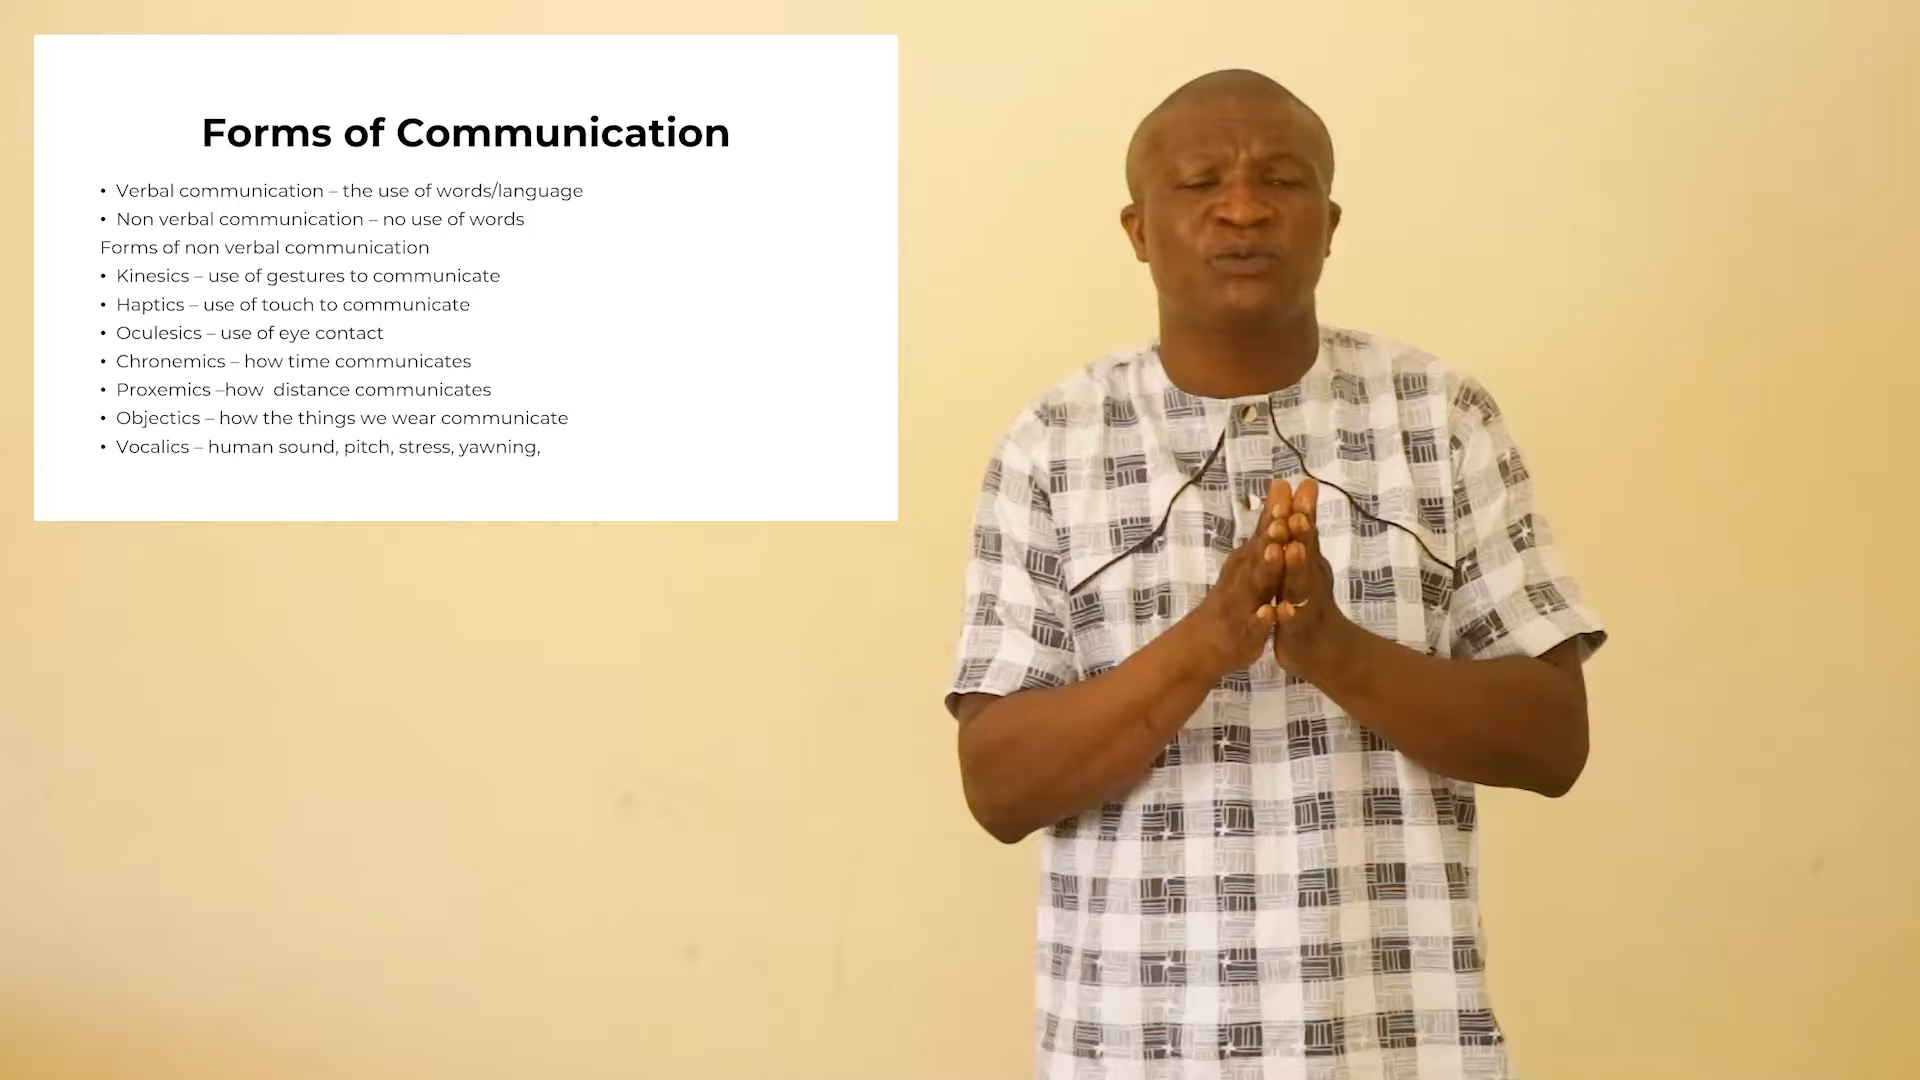 Forms of Communication
• Verbal communication – the use of words/language
• Non verbal communication – no use of words
Forms of non verbal communication
• Kinesics – use of gestures to communicate
• Haptics – use of touch to communicate
• Oculesics – use of eye contact
• Chronemics – how time communicates
• Proxemics –how  distance communicates
• Objectics – how the things we wear communicate
• Vocalics – human sound, pitch, stress, yawning,